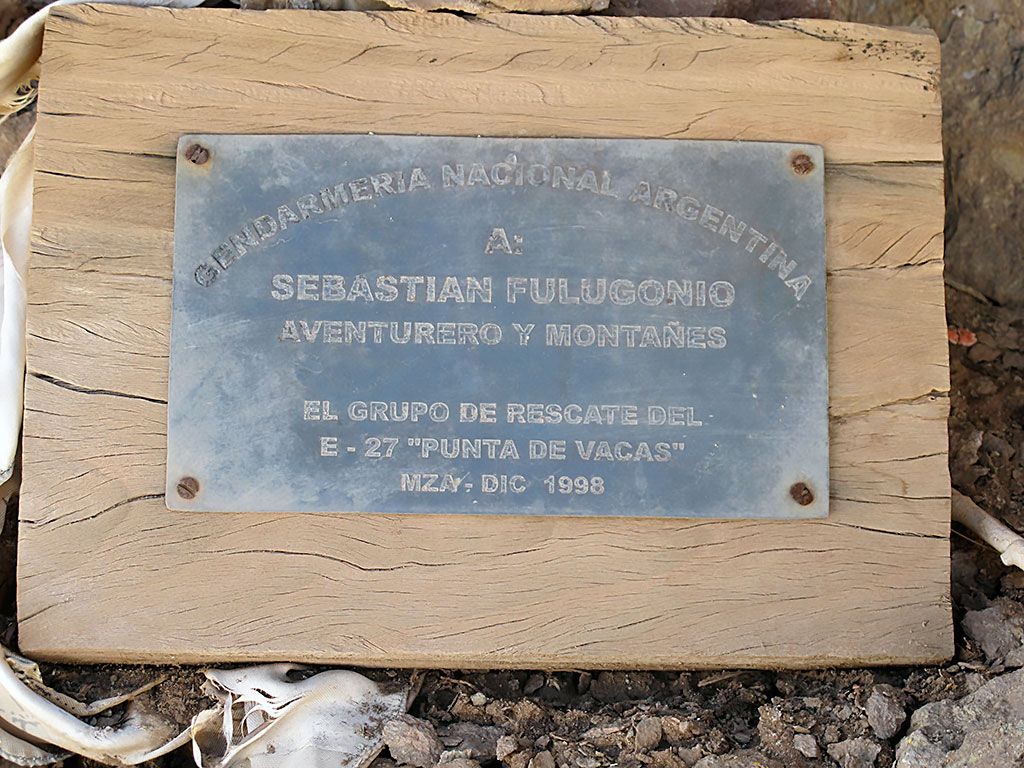 GENDARMERIA NACIONAL ARGENTINA
A:
SEBASTIAN FULUGONIO
AVENTURERO Y MONTAÑES
EL GRUPO DE RESCATE DEL
E - 27 "PUNTA DE VACAS"
MZA - DIC 1998